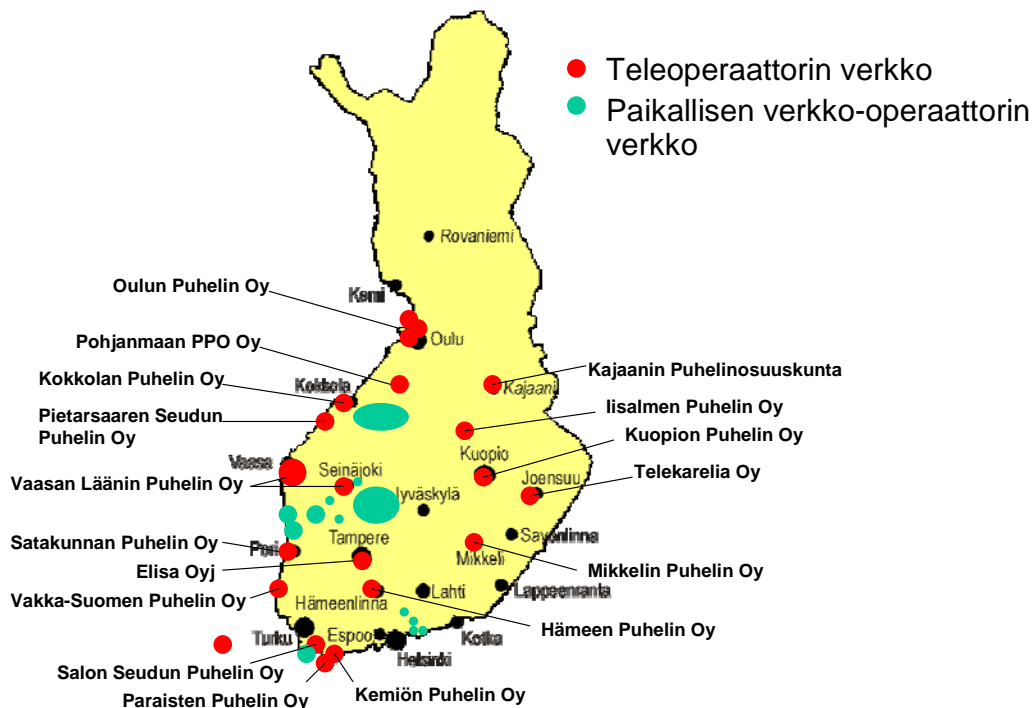 Teleoperaattorin verkko
Paikallisen verkko-operaattorin
verkko
Rovaniemi
Oulun Puhelin Oy
Kemi
Pohjanmaan PPO Oy
Oulu
Kokkolan Puhelin Oy
Kokkola
Kajaani
Kajaanin Puhelinosuuskunta
Pietarsaaren Seudun
Puhelin Oy
Iisalmen Puhelin Oy
Kuopion Puhelin Oy
Vaasa
Seinäjoki
Kuopio
Joensuu
Telekarelia Oy
Vaasan Läänin Puhelin Oy
Jyväskylä
Satakunnan Puhelin Oy
Pori
Tampere
Savonlinna
Mikkeli
Elisa Oyj
Mikkelin Puhelin Oy
Vakka-Suomen Puhelin Oy
Hämeenlinna
Lahti
Lappeenranta
Hämeen Puhelin Oy
Turku
Espoo
Helsinki
Kotka
Salon Seudun Puhelin Oy
Paraisten Puhelin Oy
Kemiön Puhelin Oy